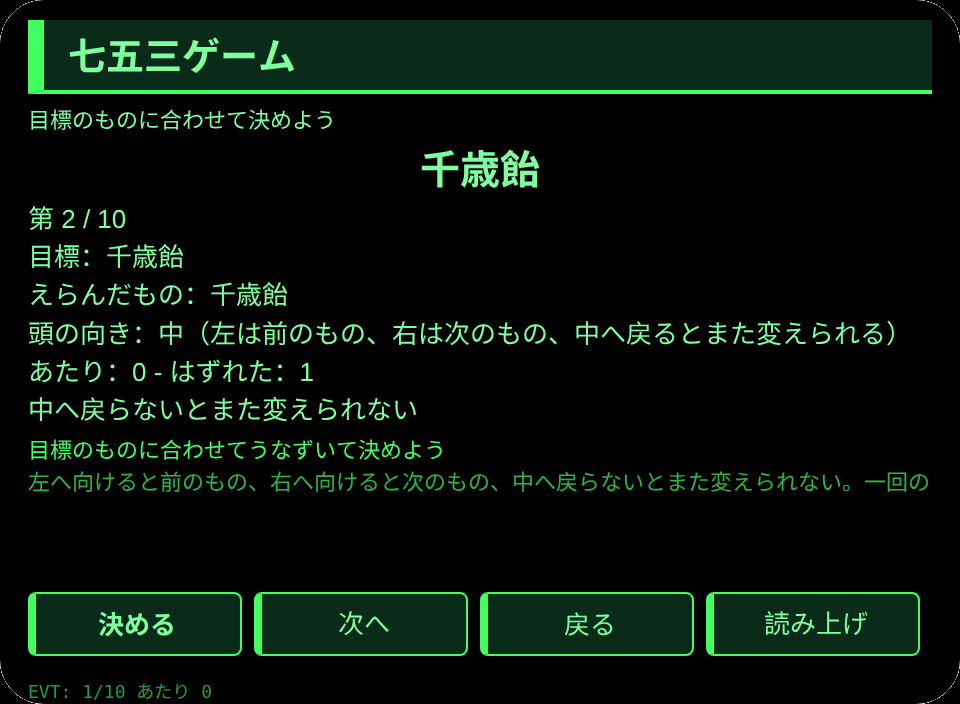 七五三ゲーム
目標のものに合わせて決めよう
千歳飴
第 2 / 10
目標: 千歳飴
えらんだもの: 千歳飴
頭の向き: 中（左は前のもの、右は次のもの、中へ戻るとまた変えられる）
あたり: 0 - はずれた: 1
中へ戻らないとまた変えられない
目標のものに合わせてうなずいて決めよう
左へ向けると前のもの、右へ向けると次のもの、中へ戻らないとまた変えられない。一回の
決める
次へ
戻る
読み上げ
EVT: 1/10 あたり 0